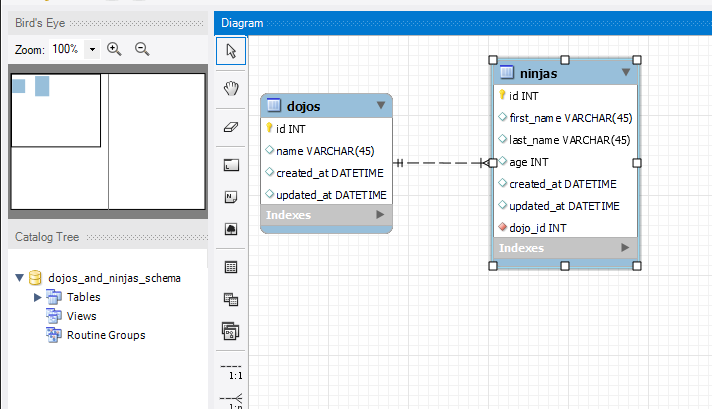 Bird's Eye
Zoom: 100%
Catalog Tree
dojos_and_ninjas_schema
Tables
Views
Routine Groups
Diagram
1:1
1:n
dojos
id INT
name VARCHAR(45)
created_at DATETIME
updated_at DATETIME
Indexes
ninjas
id INT
first_name VARCHAR(45)
last_name VARCHAR(45)
age INT
created_at DATETIME
updated_at DATETIME
dojo_id INT
Indexes